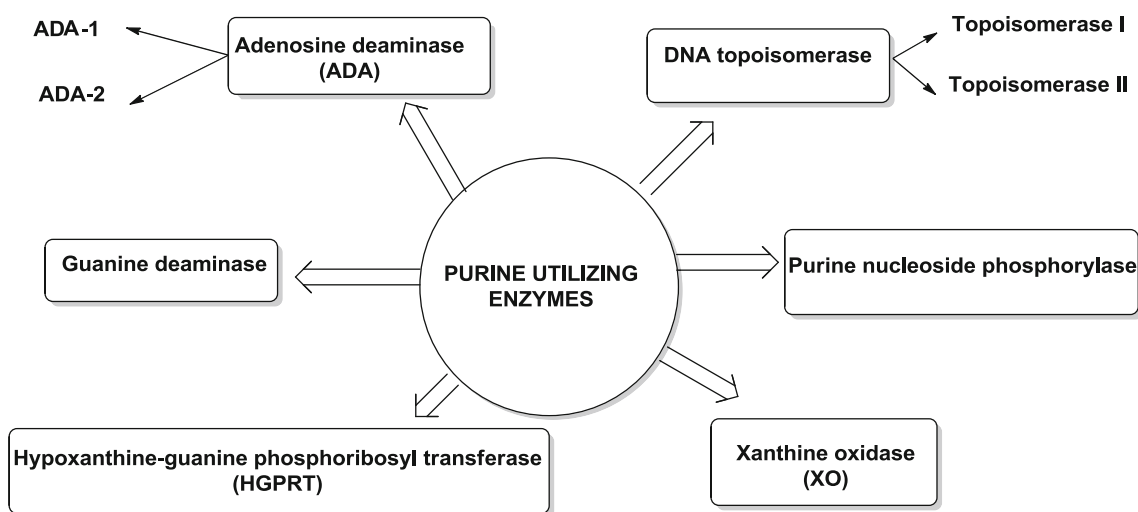 ADA-1
ADA-2
Adenosine deaminase
(ADA)
DNA topoisomerase
Topoisomerase I
Topoisomerase II
Guanine deaminase
PURINE UTILIZING
ENZYMES
Purine nucleoside phosphorylase
Hypoxanthine-guanine phosphoribosyl transferase
(HGPRT)
Xanthine oxidase
(XO)